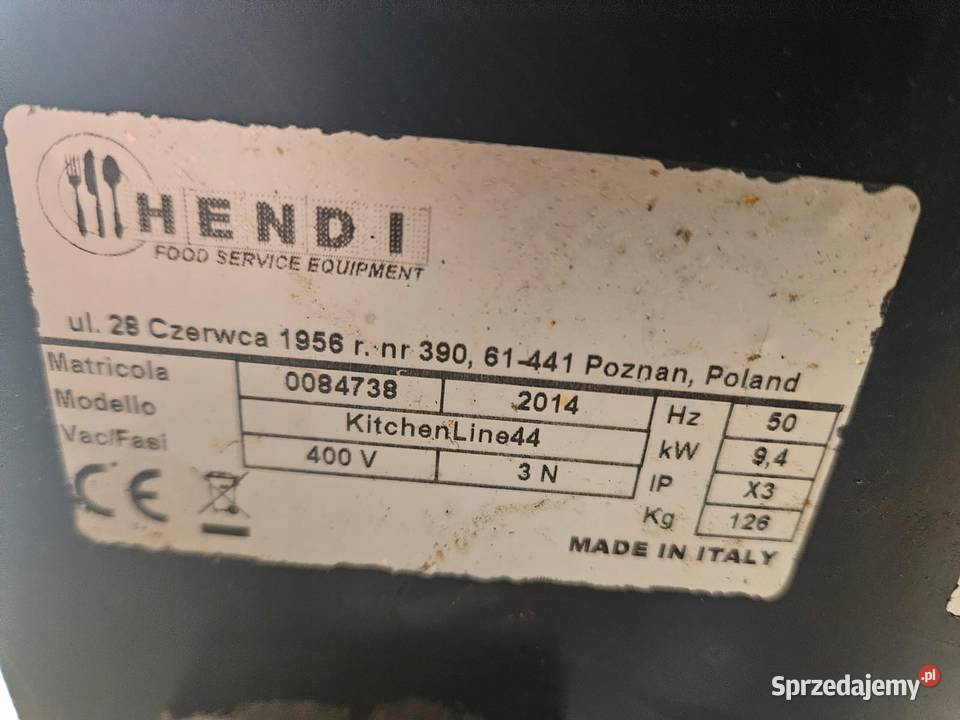 HENDI
FOOD SERVICE EQUIPMENT
ul. 28 Czerwca 1956 r. nr 390, 61-441 Poznan, Poland
Matricola 0084738 2014 Hz 50
Modello KitchenLine44 kW 9,4
Vac/Fasi 400 V 3 N IP X3
CE Kg 126
MADE IN ITALY
Sprzedajemy.pl